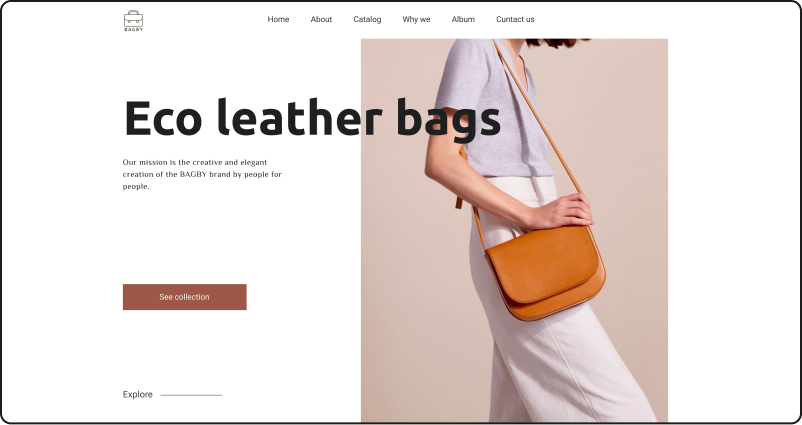 BAGBY
Home About Catalog Why we Album Cuntact us
Eco leather bags
Our mission is the creative and elegant
creation of the BAGBY brand by people for
people.
See collection
Explore